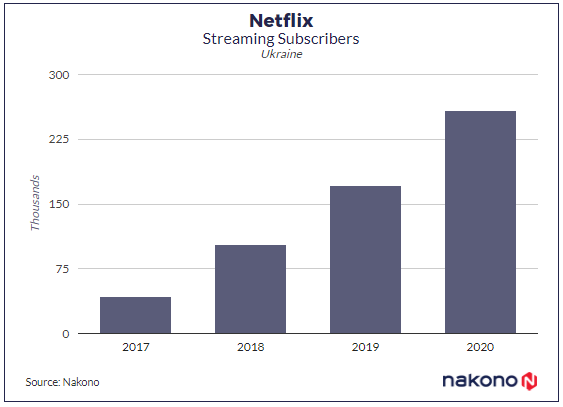 Netflix
Streaming Subscribers
Ukraine
300
225
150
75
0
Thousands
2017 2018 2019 2020
Source: Nakono
nakono N